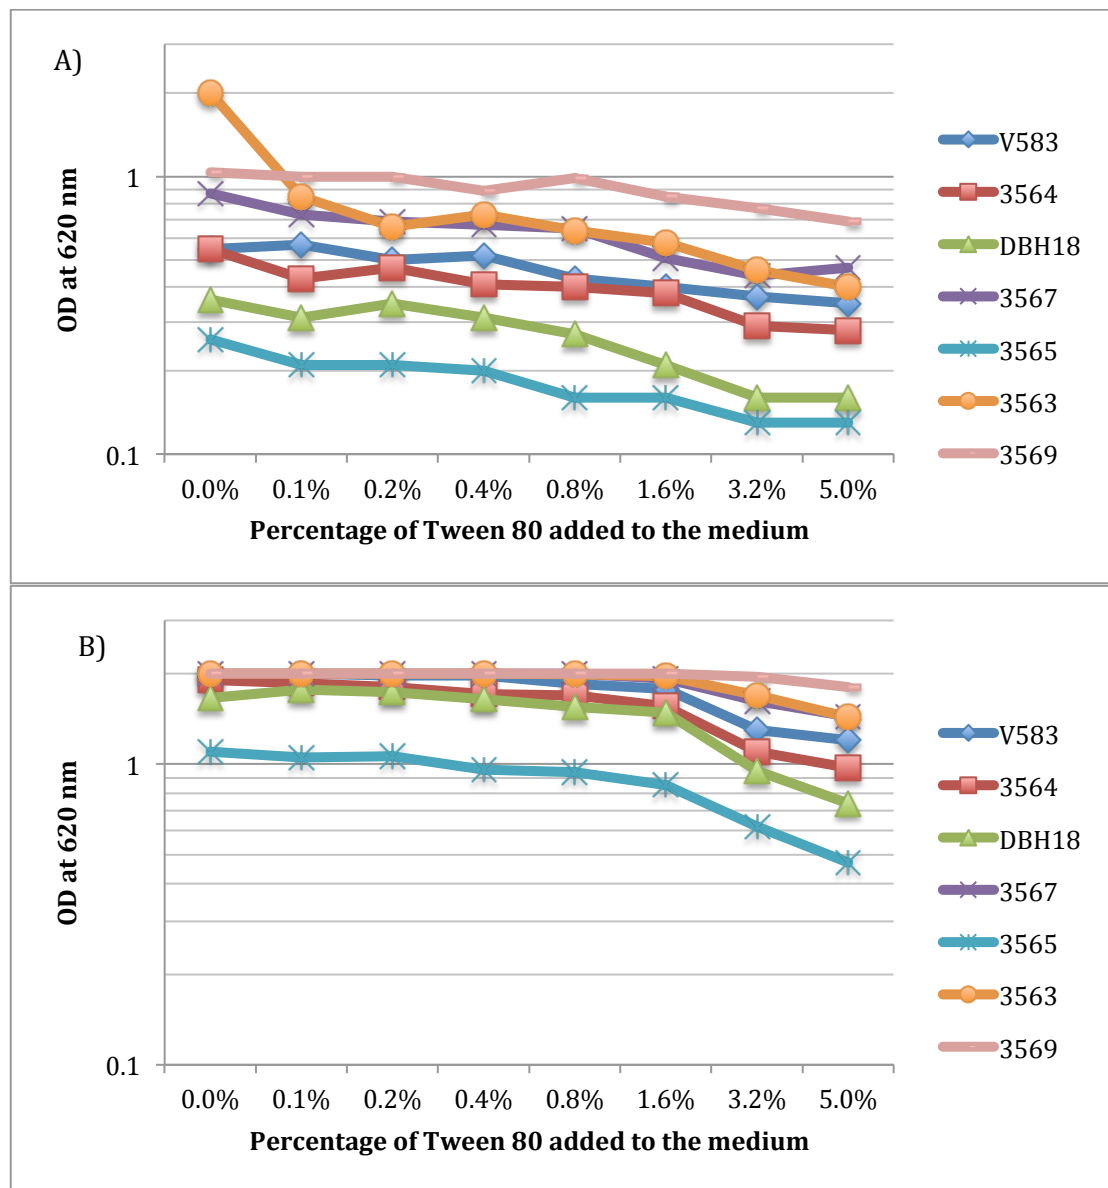 A)
OD at 620 nm
1
0.1
0.0% 0.1% 0.2% 0.4% 0.8% 1.6% 3.2% 5.0%
Percentage of Tween 80 added to the medium
V583
3564
DBH18
3567
3565
3563
3569
B)
OD at 620 nm
1
0.1
0.0% 0.1% 0.2% 0.4% 0.8% 1.6% 3.2% 5.0%
Percentage of Tween 80 added to the medium
V583
3564
DBH18
3567
3565
3563
3569